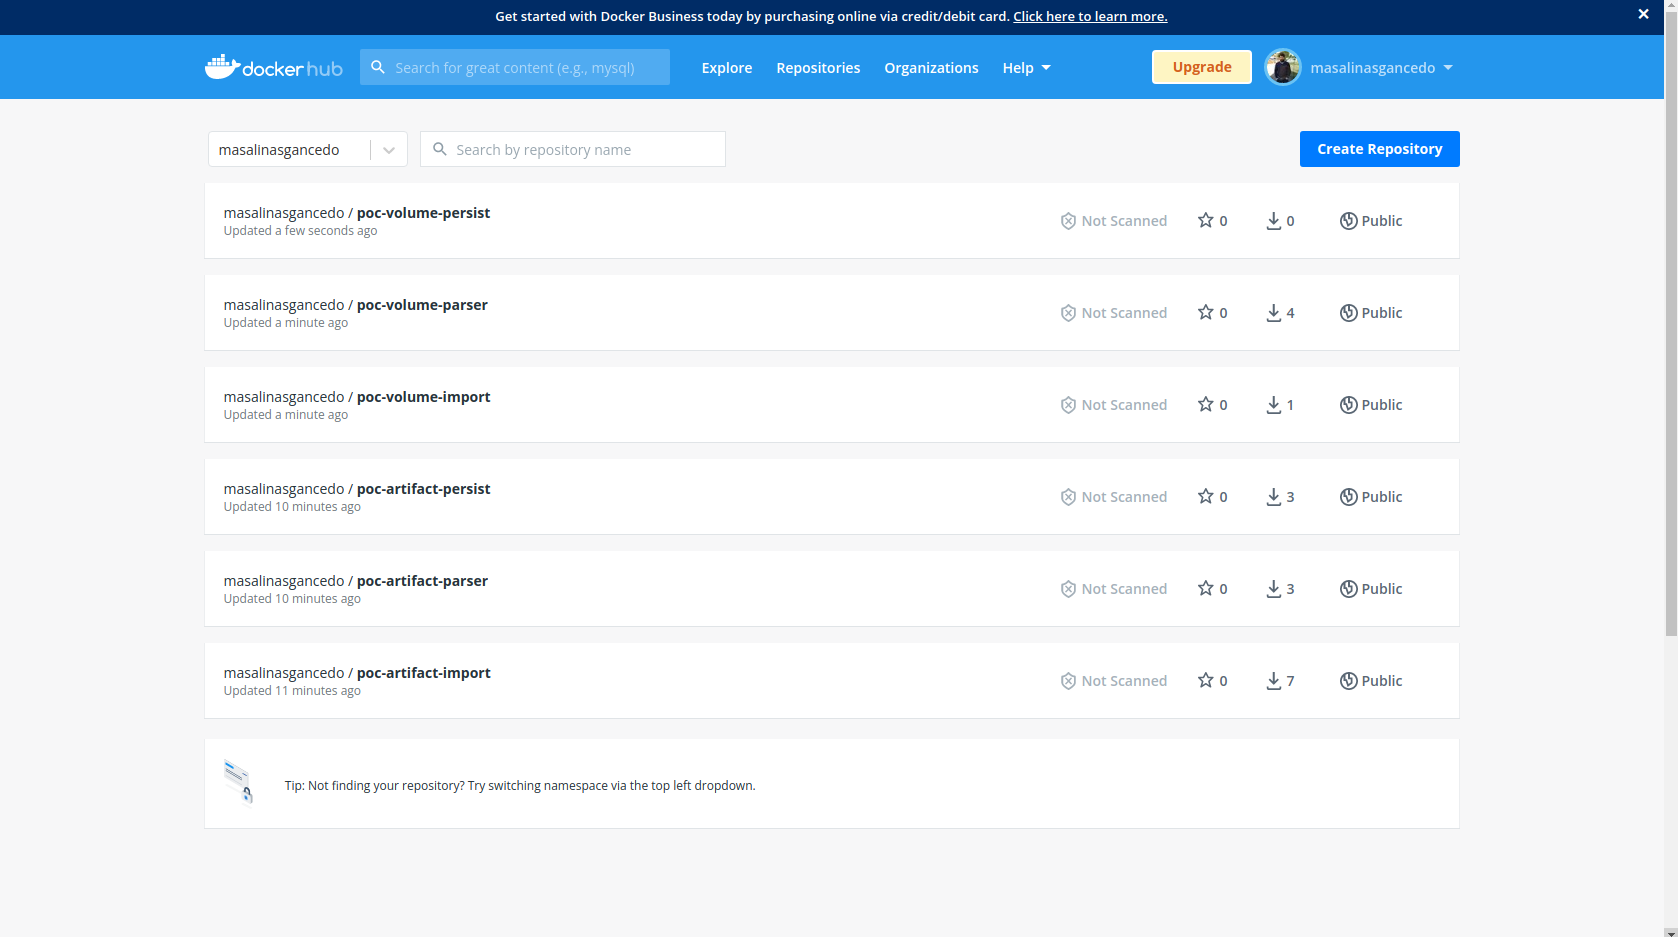 Get started with Docker Business today by purchasing online via credit/debit card. Click here to learn more.
dockerhub
Search for great content (e.g., mysql)
Explore
Repositories
Organizations
Help
Upgrade
masalinasgancedo
masalinasgancedo
Search by repository name
Create Repository
masalinasgancedo / poc-volume-persist
Updated a few seconds ago
Not Scanned
0
0
Public
masalinasgancedo / poc-volume-parser
Updated a minute ago
Not Scanned
0
4
Public
masalinasgancedo / poc-volume-import
Updated a minute ago
Not Scanned
0
1
Public
masalinasgancedo / poc-artifact-persist
Updated 10 minutes ago
Not Scanned
0
3
Public
masalinasgancedo / poc-artifact-parser
Updated 10 minutes ago
Not Scanned
0
3
Public
masalinasgancedo / poc-artifact-import
Updated 11 minutes ago
Not Scanned
0
7
Public
Tip: Not finding your repository? Try switching namespace via the top left dropdown.